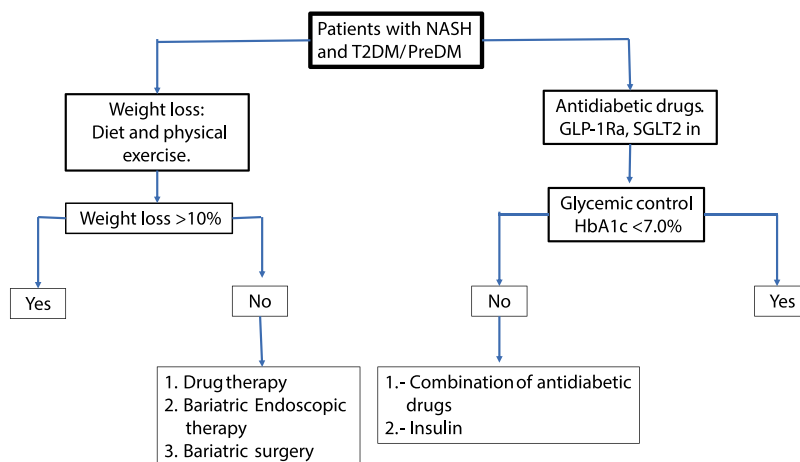 Patients with NASH
and T2DM/PreDM
Weight loss:
Diet and physical
exercise.
Antidiabetic drugs.
GLP-1Ra, SGLT2 in
Weight loss >10%
Glycemic control
HbA1c <7.0%
Yes
No
No
Yes
1. Drug therapy
2. Bariatric Endoscopic
therapy
3. Bariatric surgery
1.- Combination of antidiabetic
drugs
2.- Insulin